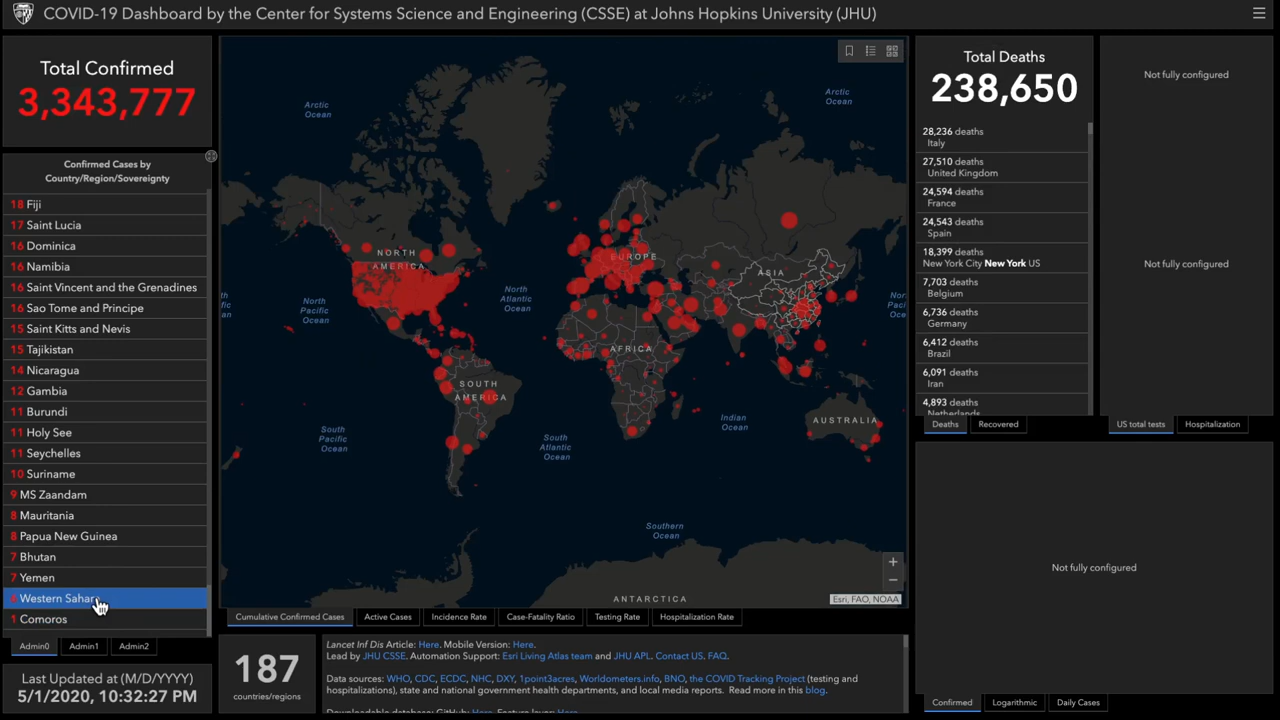 COVID-19 Dashboard by the Center for Systems Science and Engineering (CSSE) at Johns Hopkins University (JHU)
Total Confirmed
3,343,777
Confirmed Cases by
Country/Region/Sovereignty
18 Fiji
17 Saint Lucia
16 Dominica
16 Namibia
16 Saint Vincent and the Grenadines
16 Sao Tome and Principe
15 Saint Kitts and Nevis
15 Tajikistan
14 Nicaragua
12 Gambia
11 Burundi
11 Holy See
11 Seychelles
10 Suriname
9 MS Zaandam
8 Mauritania
8 Papua New Guinea
7 Bhutan
7 Yemen
Western Sahara
1 Comoros
Admin0
Admin1
Admin2
Last Updated at (M/D/YYYY)
5/1/2020, 10:32:27 PM
Arctic
Ocean
Arctic
Ocean
NORTH
AMERICA
EUROPE
ASIA
North
Pacific
Ocean
North
Atlantic
Ocean
AFRICA
SOUTH
AMERICA
Indian
Ocean
AUSTRALIA
South
Pacific
Ocean
South
Atlantic
Ocean
Southern
Ocean
ANTARCTICA
Esri, FAO, NOAA
Cumulative Confirmed Cases
Active Cases
Incidence Rate
Case-Fatality Ratio
Testing Rate
Hospitalization Rate
187
countries/regions
Lancet Inf Dis Article: Here. Mobile Version: Here.
Lead by JHU CSSE. Automation Support: Esri Living Atlas team and JHU APL. Contact US. FAQ.
Data sources: WHO, CDC, ECDC, NHC, DXY, 1point3acres, Worldometers.info, BNO, the COVID Tracking Project (testing and
hospitalizations), state and national government health departments, and local media reports. Read more in this blog.
Downloadable database: GitHub: Here. Feature layer: Here.
Total Deaths
238,650
28,236 deaths
Italy
27,510 deaths
United Kingdom
24,594 deaths
France
24,543 deaths
Spain
18,399 deaths
New York City New York US
7,703 deaths
Belgium
6,736 deaths
Germany
6,412 deaths
Brazil
6,091 deaths
Iran
4,893 deaths
Netherlands
Deaths
Recovered
Not fully configured
Not fully configured
US total tests
Hospitalization
Not fully configured
Confirmed
Logarithmic
Daily Cases